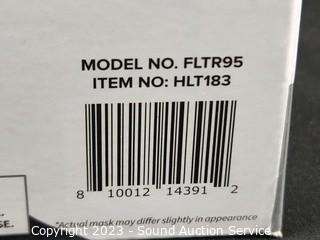 MODEL NO. FLTR95
ITEM NO: HLT183
8 10012 14391 2
*Actual mask may differ slightly in appearance
SE.
Copyright 2023 - Sound Auction Service